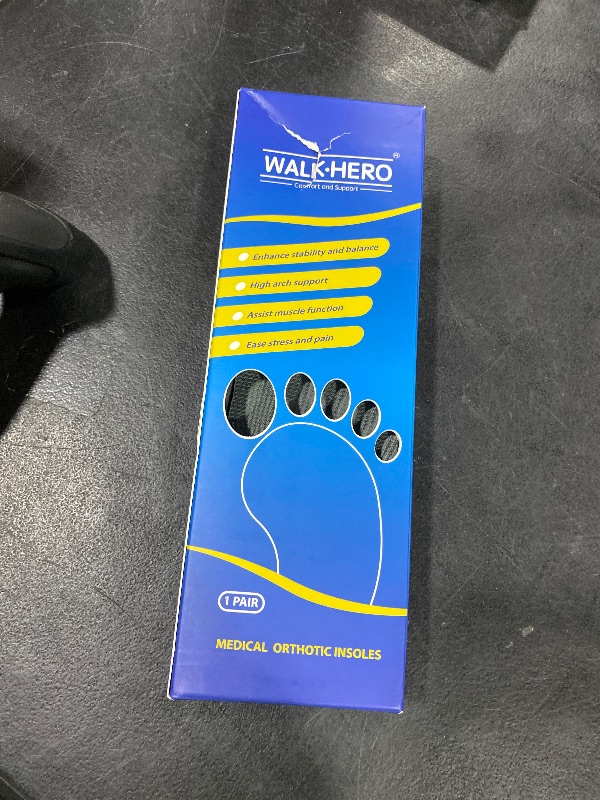 WALK·HERO®
Comfort and Support
Enhance stability and balance
High arch support
Assist muscle function
Ease stress and pain
1 PAIR
MEDICAL ORTHOTIC INSOLES